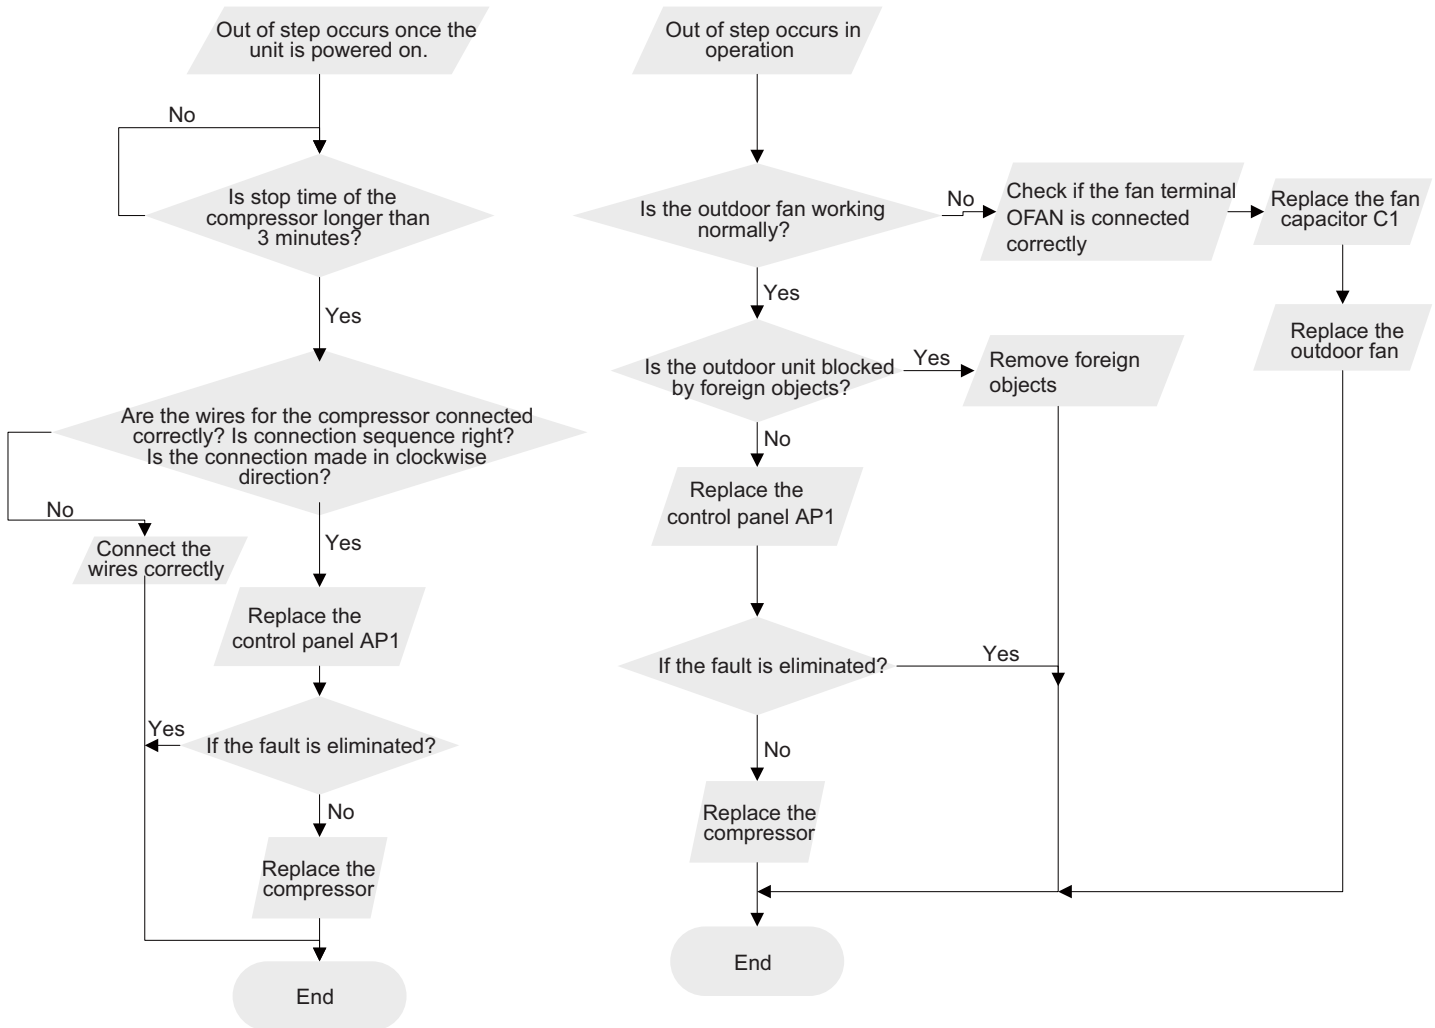 Out of step occurs once the
unit is powered on.
No
Is stop time of the
compressor longer than
3 minutes?
Yes
Are the wires for the compressor connected
correctly? Is connection sequence right?
Is the connection made in clockwise
direction?
No
Connect the
wires correctly
Yes
Replace the
control panel AP1
Yes
If the fault is eliminated?
No
Replace the
compressor
End
Out of step occurs in
operation
Is the outdoor fan working
normally?
No
Check if the fan terminal
OFAN is connected
correctly
Replace the fan
capacitor C1
Replace the
outdoor fan
Yes
Is the outdoor unit blocked
by foreign objects?
Yes
Remove foreign
objects
No
Replace the
control panel AP1
If the fault is eliminated?
Yes
No
Replace the
compressor
End